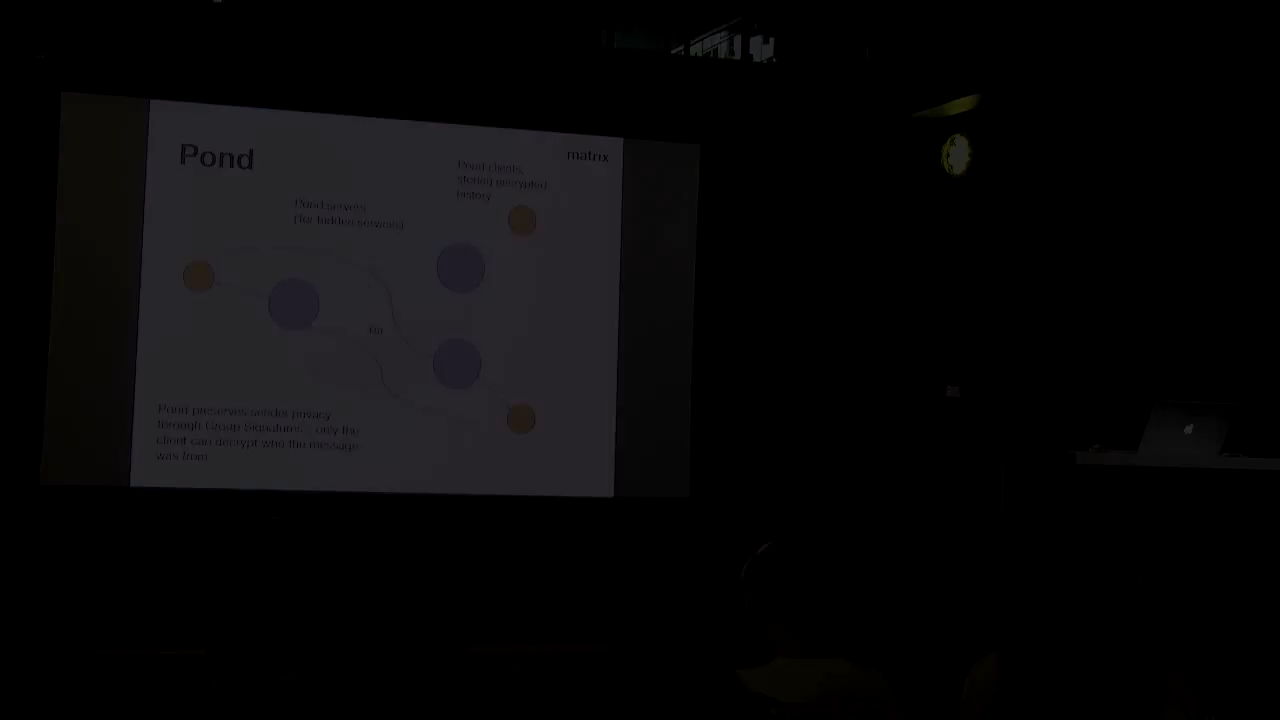 Pond
matrix
Pond clients,
storing encrypted
history
Pond servers
(for hidden services)
Tor
Pond preserves sender privacy
through Group Signatures - only the
client can decrypt who the message
was from